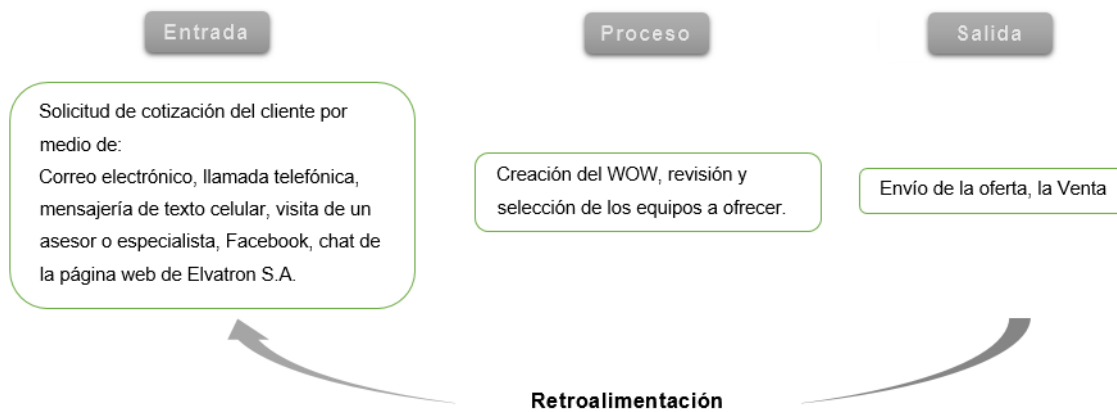 Entrada
Proceso
Salida
Solicitud de cotización del cliente por
medio de:
Correo electrónico, llamada telefónica,
mensajería de texto celular, visita de un
asesor o especialista, Facebook, chat de
la página web de Elvatron S.A.
Creación del WOW, revisión y
selección de los equipos a ofrecer.
Envío de la oferta, la Venta
Retroalimentación